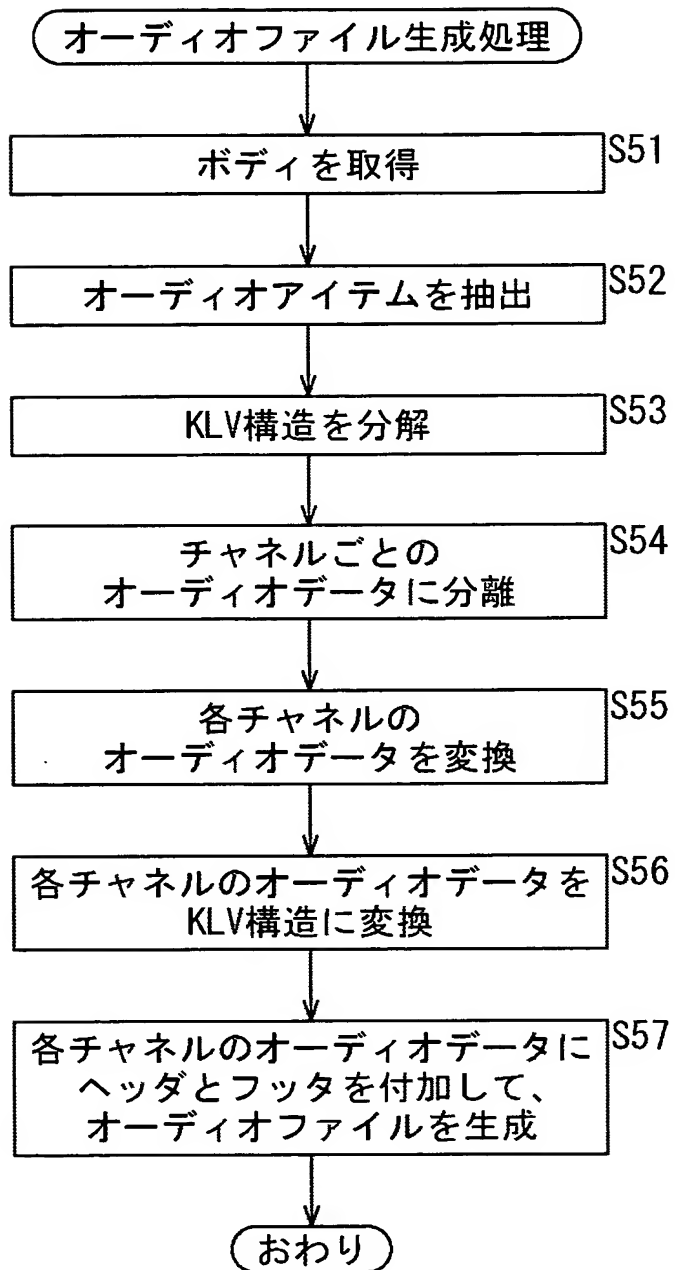 オーディオファイル生成処理
ボディを取得
S51
オーディオアイテムを抽出
S52
KLV構造を分解
S53
チャネルごとの
オーディオデータに分離
S54
各チャネルの
オーディオデータを変換
S55
各チャネルのオーディオデータを
KLV構造に変換
S56
各チャネルのオーディオデータに
ヘッダとフッタを付加して、
オーディオファイルを生成
S57
おわり